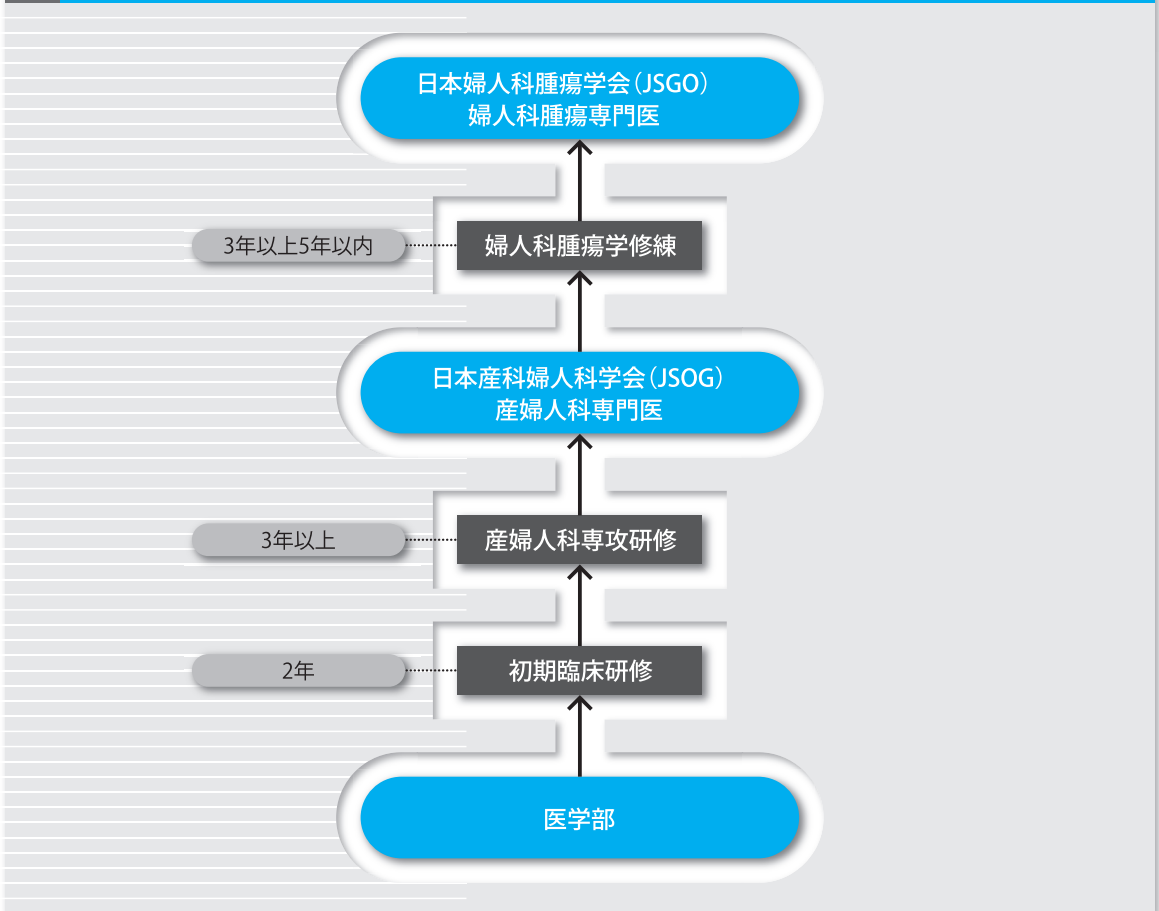 日本婦人科腫瘍学会（JSGO）
婦人科腫瘍専門医
3年以上5年以内
婦人科腫瘍学修練
日本産科婦人科学会（JSOG）
産婦人科専門医
3年以上
産婦人科専攻研修
2年
初期臨床研修
医学部